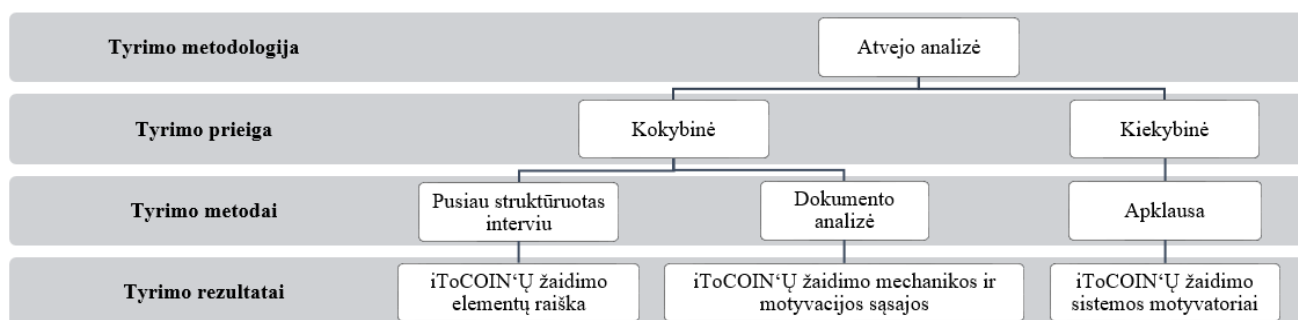 Tyrimo metodologija
Atvejo analizė
Tyrimo prieiga
Kokybinė
Kiekybinė
Tyrimo metodai
Pusiau struktūruotas
interviu
Dokumento
analizė
Apklausa
Tyrimo rezultatai
iToCOIN‘Ų žaidimo
elementų raiška
iToCOIN‘Ų žaidimo mechanikos ir
motyvacijos sąsajos
iToCOIN‘Ų žaidimo
sistemos motyvatoriai